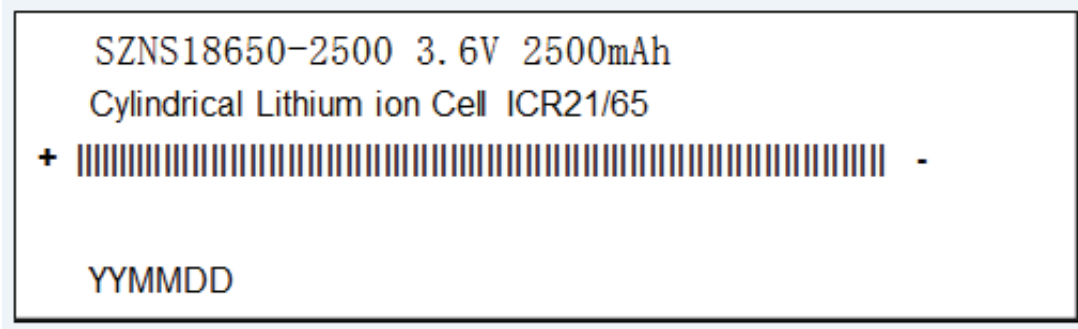 SZNS18650-2500 3.6V 2500mAh
Cylindrical Lithium ion Cell ICR21/65
+ -
YYMMDD